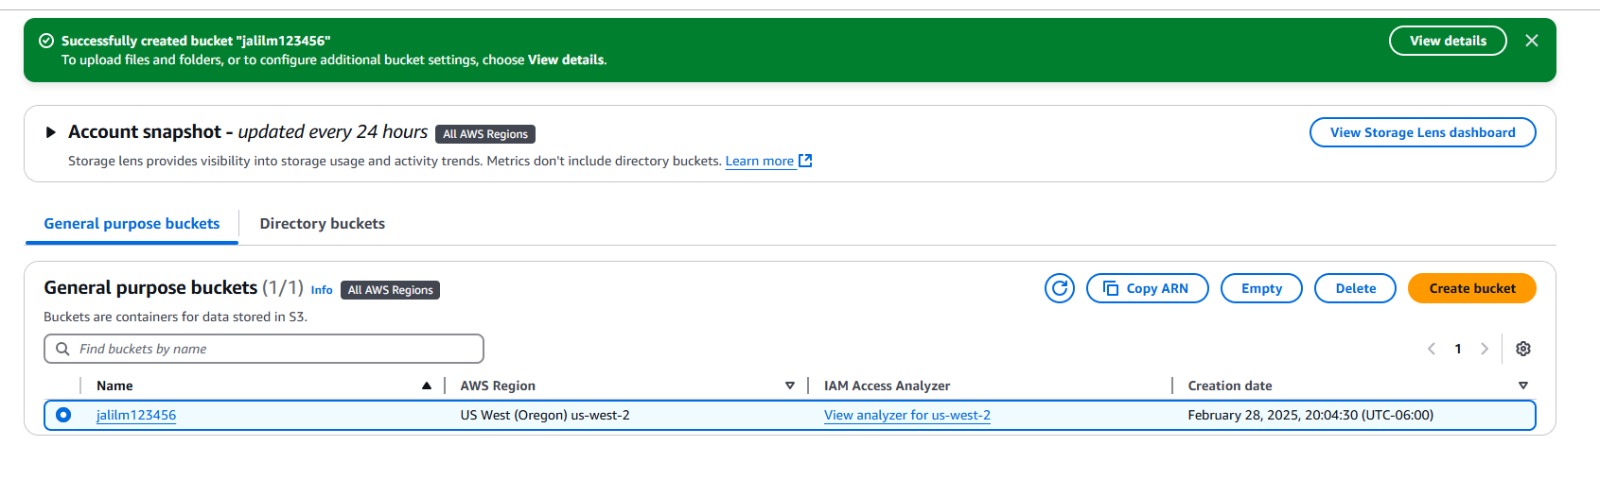 Successfully created bucket "jalilm123456"
View details
To upload files and folders, or to configure additional bucket settings, choose View details.
Account snapshot - updated every 24 hours All AWS Regions
View Storage Lens dashboard
Storage lens provides visibility into storage usage and activity trends. Metrics don't include directory buckets. Learn more
General purpose buckets Directory buckets
General purpose buckets (1/1) Info All AWS Regions
Copy ARN Empty Delete Create bucket
Buckets are containers for data stored in S3.
Find buckets by name
1
Name AWS Region IAM Access Analyzer Creation date
jalilm123456 US West (Oregon) us-west-2 View analyzer for us-west-2 February 28, 2025, 20:04:30 (UTC-06:00)